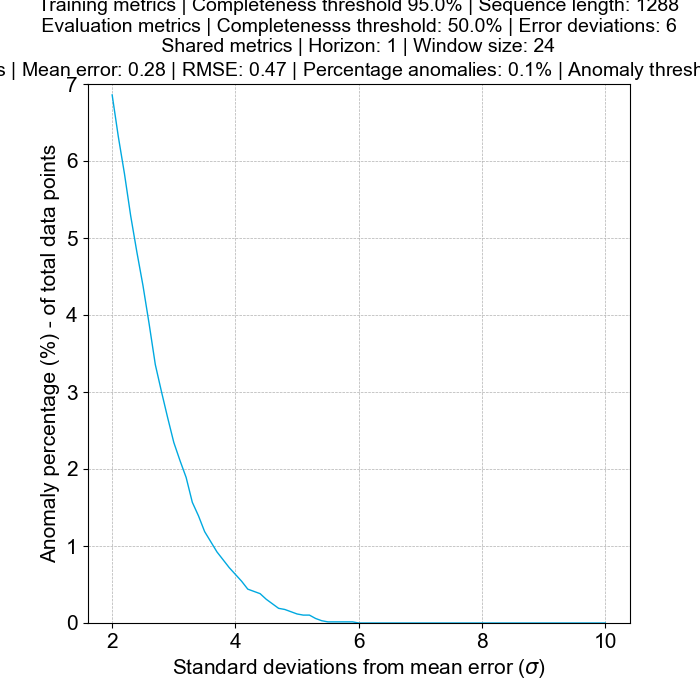 Training metrics | Completeness threshold 95.0% | Sequence length: 1288
Evaluation metrics | Completenesss threshold: 50.0% | Error deviations: 6
Shared metrics | Horizon: 1 | Window size: 24
s | Mean error: 0.28 | RMSE: 0.47 | Percentage anomalies: 0.1% | Anomaly thresh
7
6
5
4
3
2
1
0
Anomaly percentage (%) - of total data points
2 4 6 8 10
Standard deviations from mean error (σ)